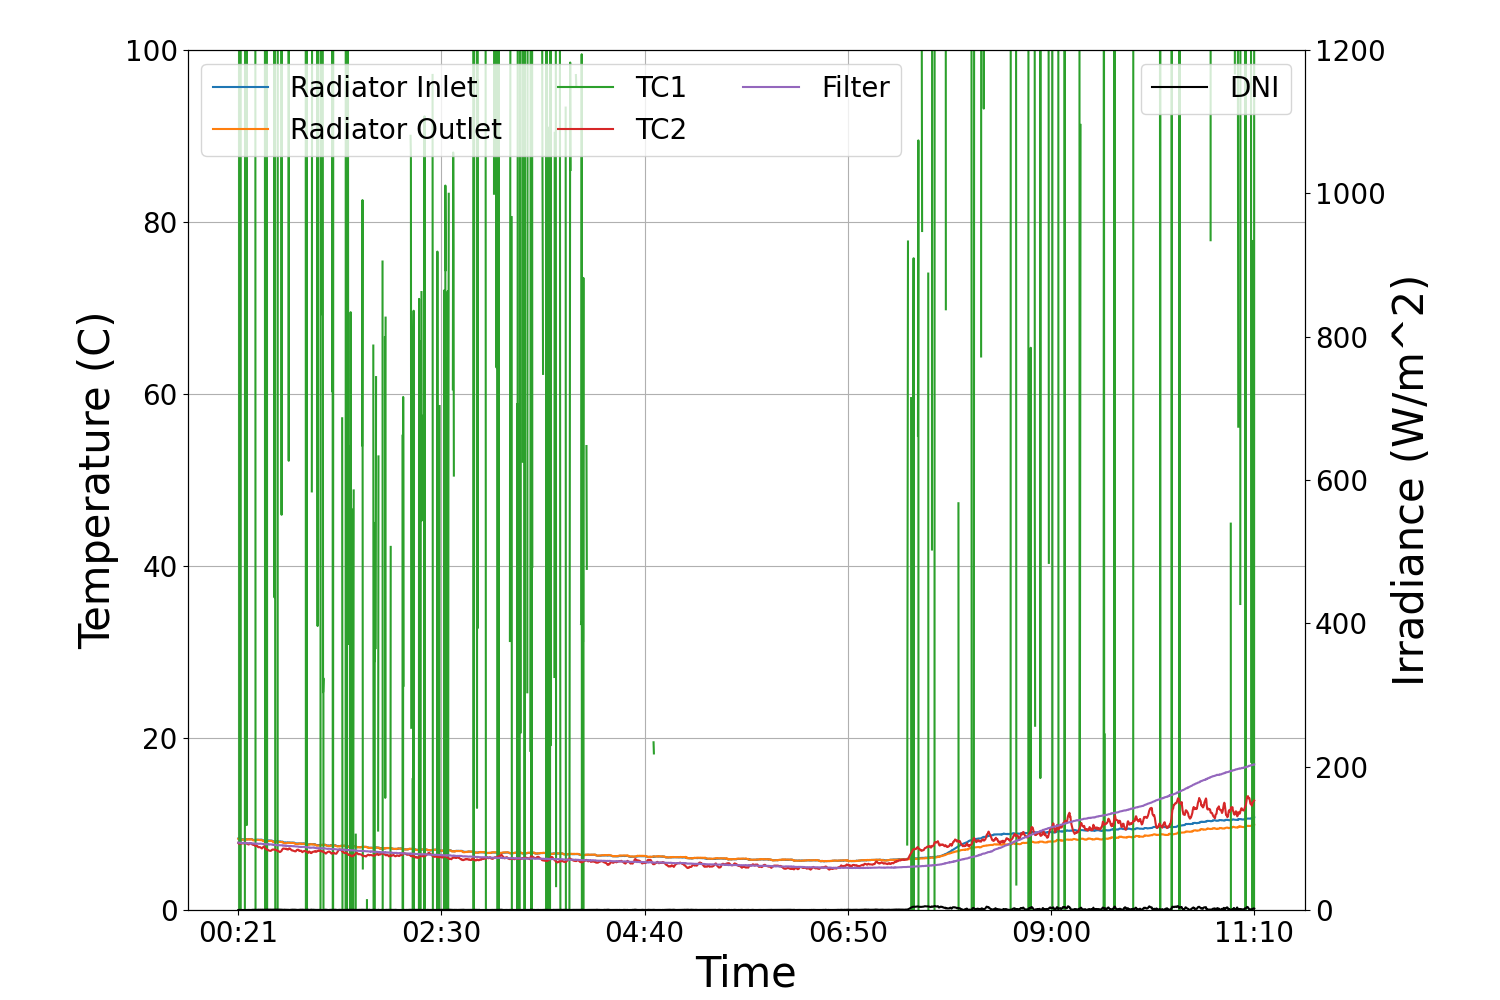 100
80
60
40
20
0
Temperature (C)
Radiator Inlet
Radiator Outlet
TC1
TC2
Filter
DNI
1200
1000
800
600
400
200
0
Irradiance (W/m^2)
00:21
02:30
04:40
06:50
09:00
11:10
Time